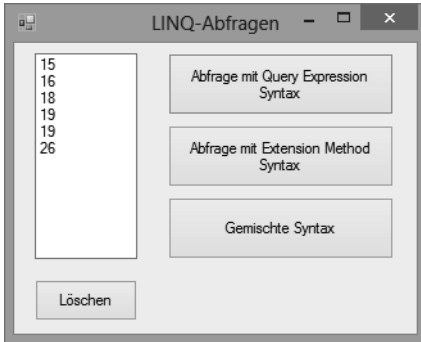 LINQ-Abfragen
15
16
18
19
19
26
Abfrage mit Query Expression
Syntax
Abfrage mit Extension Method
Syntax
Gemischte Syntax
Löschen